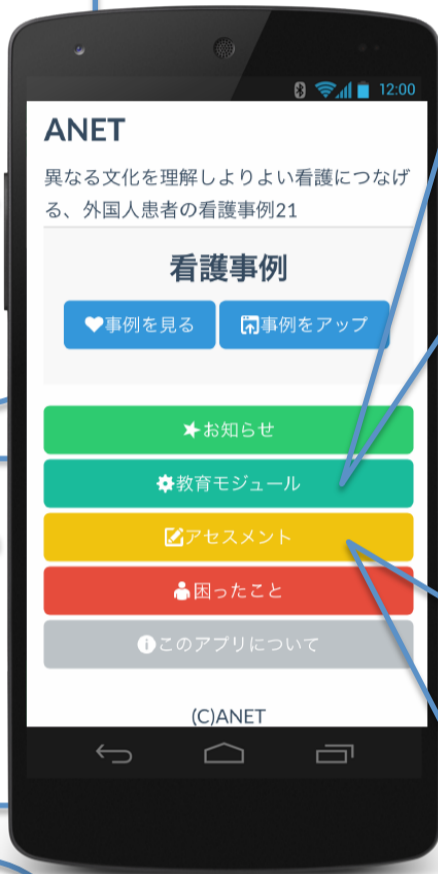 12:00
ANET
異なる文化を理解しよりよい看護につなげ
る、外国人患者の看護事例21
看護事例
事例を見る 事例をアップ
お知らせ
教育モジュール
アセスメント
困ったこと
このアプリについて
(C)ANET